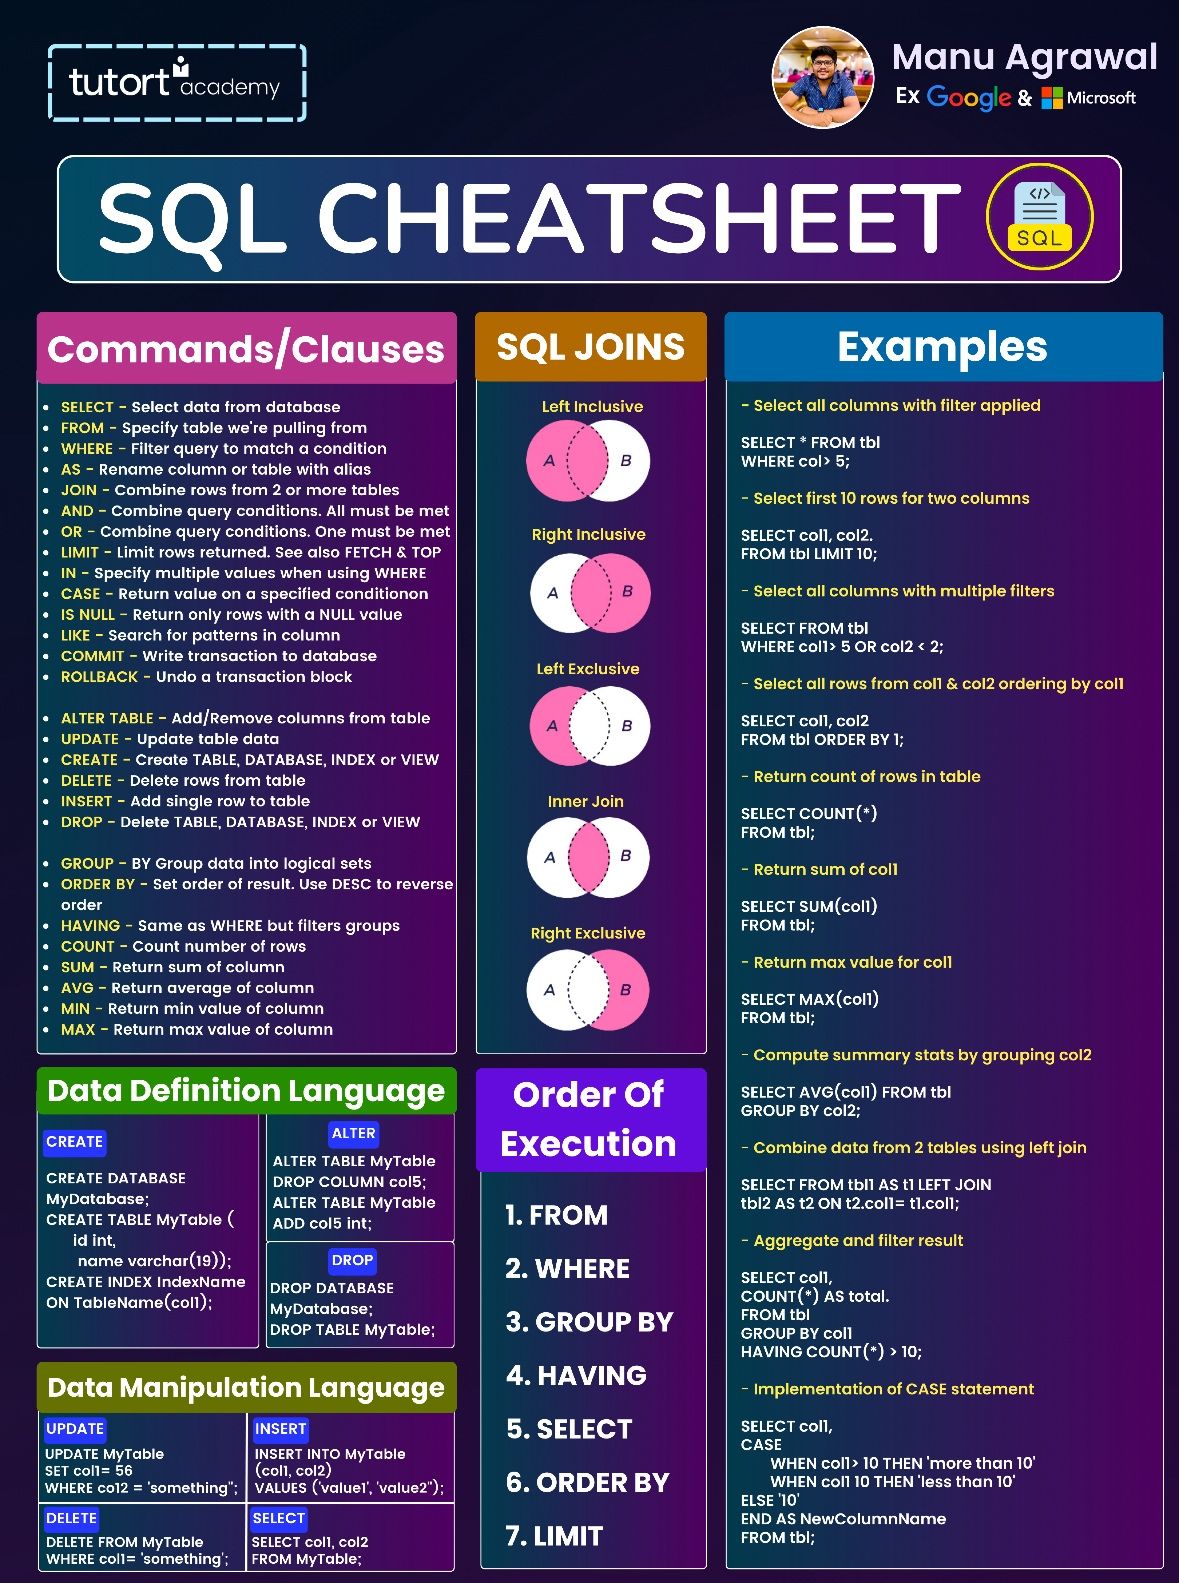 tutort academy
Manu Agrawal
Ex Google & Microsoft
SQL CHEATSHEET
</>
SQL
Commands/Clauses
• SELECT - Select data from database
• FROM - Specify table we're pulling from
• WHERE - Filter query to match a condition
• AS - Rename column or table with alias
• JOIN - Combine rows from 2 or more tables
• AND - Combine query conditions. All must be met
• OR - Combine query conditions. One must be met
• LIMIT - Limit rows returned. See also FETCH & TOP
• IN - Specify multiple values when using WHERE
• CASE - Return value on a specified conditionon
• IS NULL - Return only rows with a NULL value
• LIKE - Search for patterns in column
• COMMIT - Write transaction to database
• ROLLBACK - Undo a transaction block
• ALTER TABLE - Add/Remove columns from table
• UPDATE - Update table data
• CREATE - Create TABLE, DATABASE, INDEX or VIEW
• DELETE - Delete rows from table
• INSERT - Add single row to table
• DROP - Delete TABLE, DATABASE, INDEX or VIEW
• GROUP - BY Group data into logical sets
• ORDER BY - Set order of result. Use DESC to reverse
order
• HAVING - Same as WHERE but filters groups
• COUNT - Count number of rows
• SUM - Return sum of column
• AVG - Return average of column
• MIN - Return min value of column
• MAX - Return max value of column
SQL JOINS
Left Inclusive
A B
Right Inclusive
A B
Left Exclusive
A B
Inner Join
A B
Right Exclusive
A B
Examples
- Select all columns with filter applied
SELECT * FROM tbl
WHERE col> 5;
- Select first 10 rows for two columns
SELECT col1, col2.
FROM tbl LIMIT 10;
- Select all columns with multiple filters
SELECT FROM tbl
WHERE col1> 5 OR col2 < 2;
- Select all rows from col1 & col2 ordering by col1
SELECT col1, col2
FROM tbl ORDER BY 1;
- Return count of rows in table
SELECT COUNT(*)
FROM tbl;
- Return sum of col1
SELECT SUM(col1)
FROM tbl;
- Return max value for col1
SELECT MAX(col1)
FROM tbl;
- Compute summary stats by grouping col2
SELECT AVG(col1) FROM tbl
GROUP BY col2;
- Combine data from 2 tables using left join
SELECT FROM tbl1 AS t1 LEFT JOIN
tbl2 AS t2 ON t2.col1= t1.col1;
- Aggregate and filter result
SELECT col1,
COUNT(*) AS total.
FROM tbl
GROUP BY col1
HAVING COUNT(*) > 10;
- Implementation of CASE statement
SELECT col1,
CASE
WHEN col1> 10 THEN 'more than 10'
WHEN col1 10 THEN 'less than 10'
ELSE '10'
END AS NewColumnName
FROM tbl;
Data Definition Language
CREATE
CREATE DATABASE
MyDatabase;
CREATE TABLE MyTable (
id int,
name varchar(19));
CREATE INDEX IndexName
ON TableName(col1);
ALTER
ALTER TABLE MyTable
DROP COLUMN col5;
ALTER TABLE MyTable
ADD col5 int;
DROP
DROP DATABASE
MyDatabase;
DROP TABLE MyTable;
Order Of
Execution
1. FROM
2. WHERE
3. GROUP BY
4. HAVING
5. SELECT
6. ORDER BY
7. LIMIT
Data Manipulation Language
UPDATE
UPDATE MyTable
SET col1= 56
WHERE co12 = 'something";
INSERT
INSERT INTO MyTable
(col1, col2)
VALUES ('value1', 'value2");
DELETE
DELETE FROM MyTable
WHERE col1= 'something';
SELECT
SELECT col1, col2
FROM MyTable;